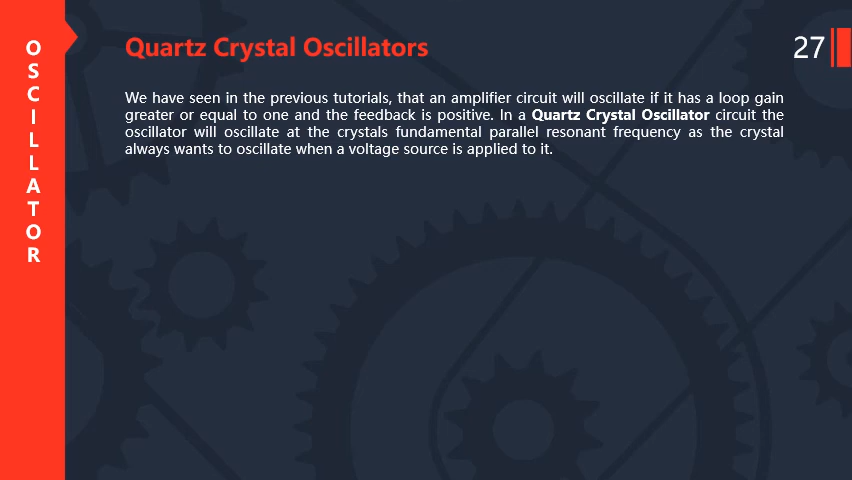 OSCILLATOR
Quartz Crystal Oscillators
27
We have seen in the previous tutorials, that an amplifier circuit will oscillate if it has a loop gain
greater or equal to one and the feedback is positive. In a Quartz Crystal Oscillator circuit the
oscillator will oscillate at the crystals fundamental parallel resonant frequency as the crystal
always wants to oscillate when a voltage source is applied to it.